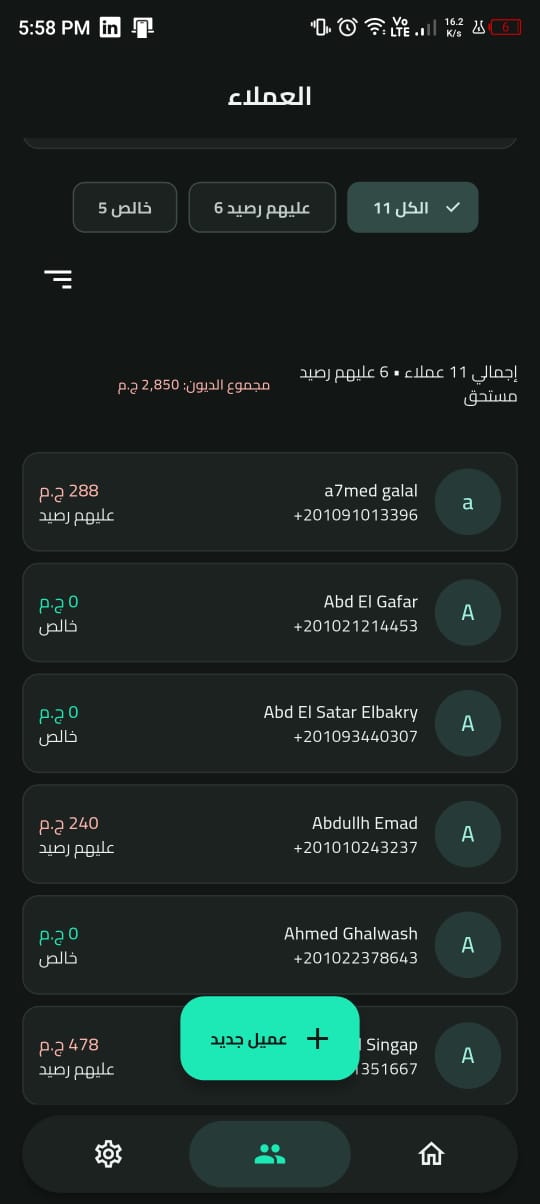 5:58 PM
Vo LTE
16.2 K/s
6
العملاء
الكل 11
عليهم رصيد 6
خالص 5
إجمالي 11 عملاء • 6 عليهم رصيد
مستحق
مجموع الديون: 2,850 ج.م
a
a7med galal
+201091013396
288 ج.م
عليهم رصيد
A
Abd El Gafar
+201021214453
0 ج.م
خالص
A
Abd El Satar Elbakry
+201093440307
0 ج.م
خالص
A
Abdullh Emad
+201010243237
240 ج.م
عليهم رصيد
A
Ahmed Ghalwash
+201022378643
0 ج.م
خالص
A
Singap
1351667
478 ج.م
عليهم رصيد
عميل جديد